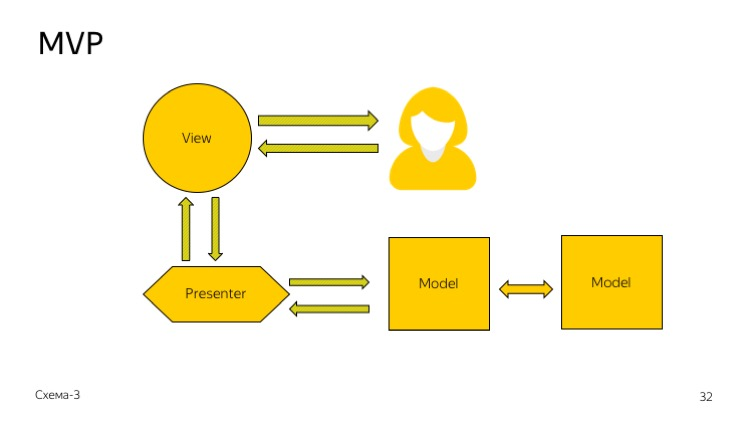 MVP
View
Presenter
Model
Model
Схема-3
32